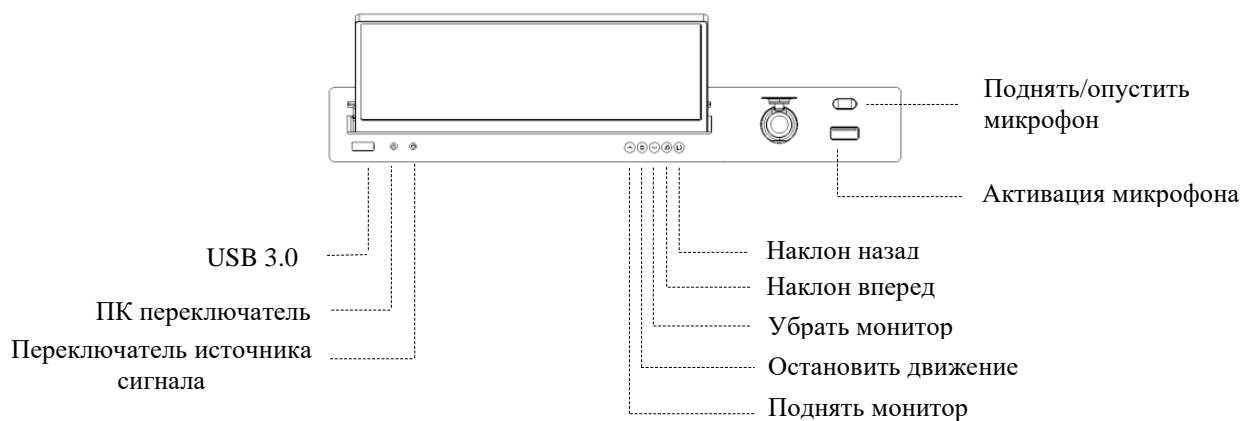 Поднять/опустить
микрофон
Активация микрофона
USB 3.0
ПК переключатель
Переключатель источника
сигнала
Наклон назад
Наклон вперед
Убрать монитор
Остановить движение
Поднять монитор